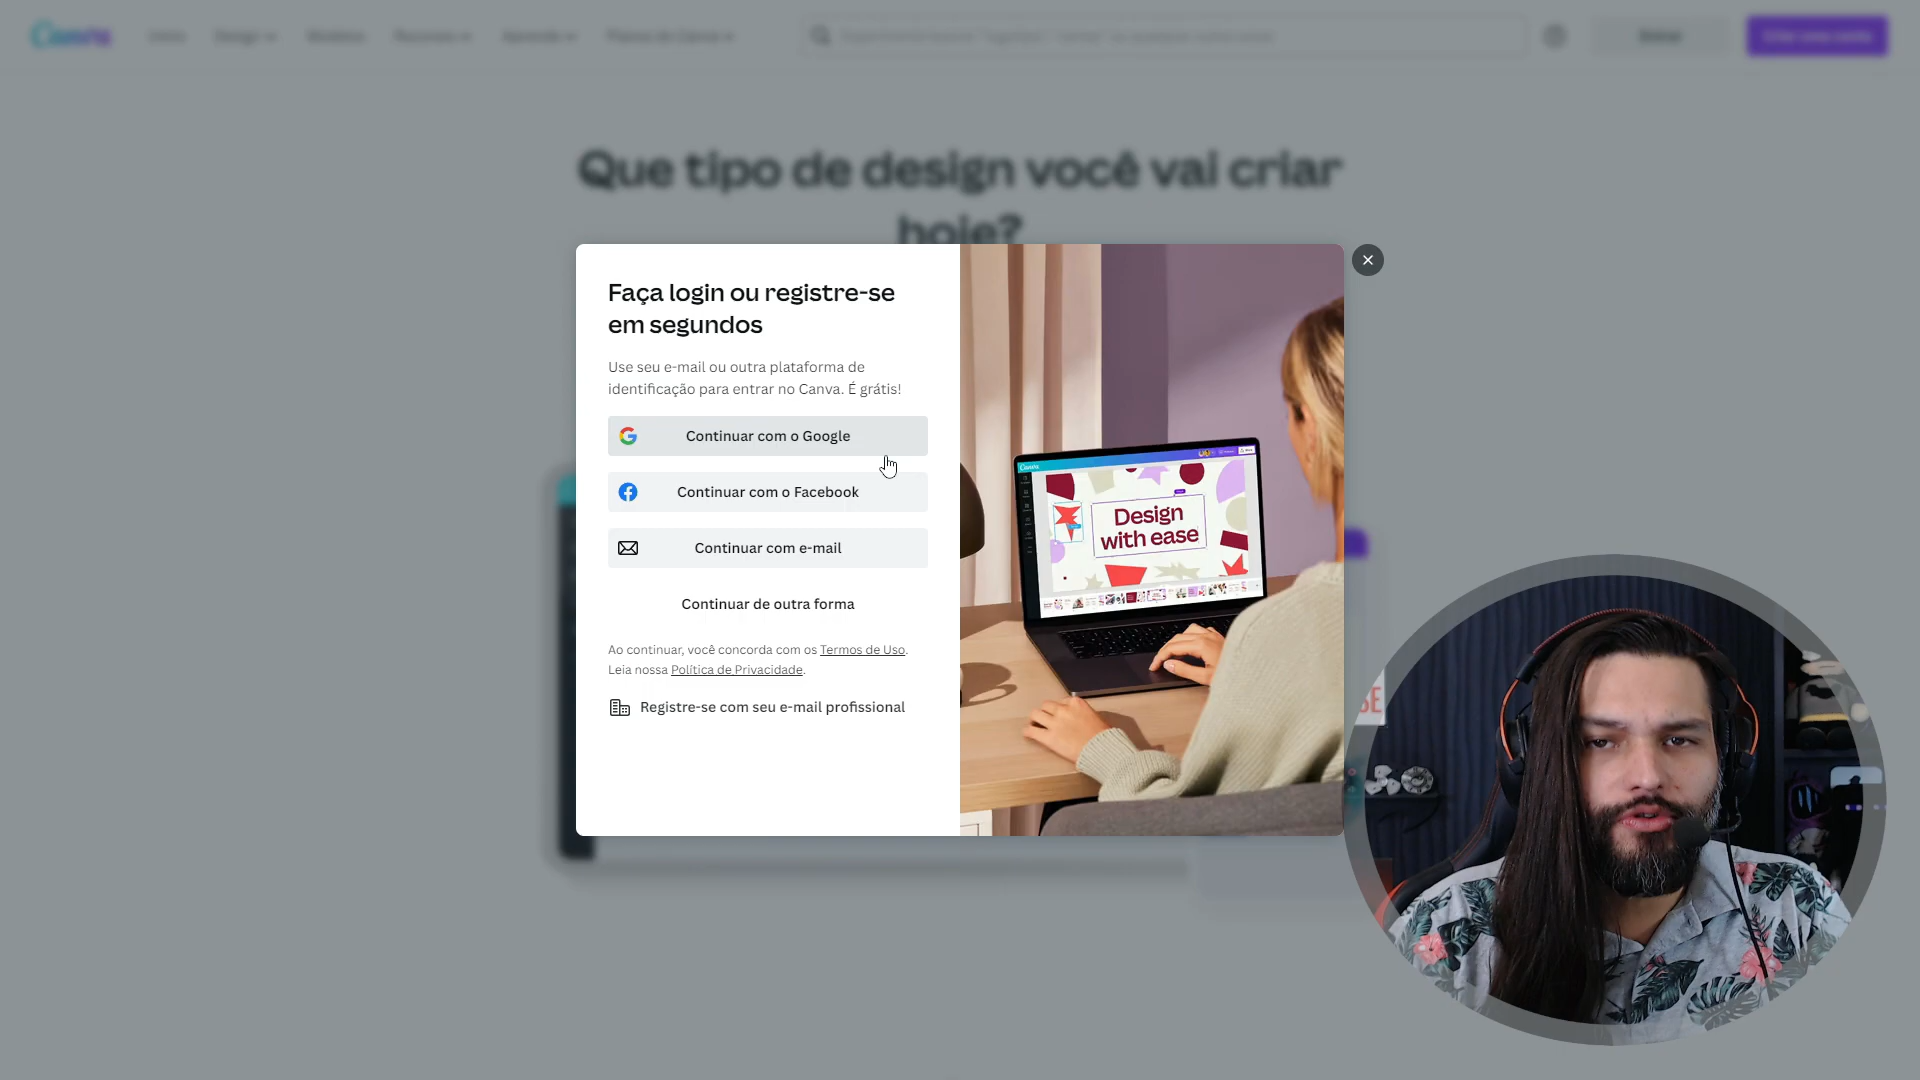 Canva
Que tipo de design você vai criar
hoje?
Faça login ou registre-se
em segundos
Use seu e-mail ou outra plataforma de
identificação para entrar no Canva. É grátis!
Continuar com o Google
Continuar com o Facebook
Continuar com e-mail
Continuar de outra forma
Ao continuar, você concorda com os Termos de Uso.
Leia nossa Política de Privacidade.
Registre-se com seu e-mail profissional
Canva
Design
with ease